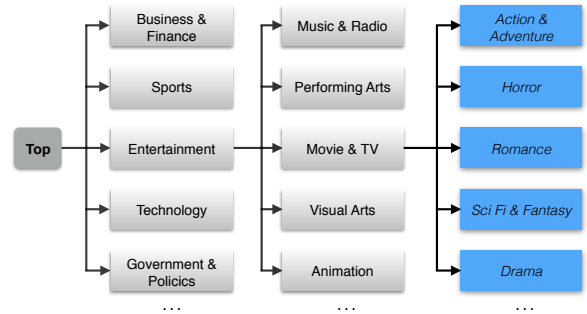 Top
Business &
Finance
Sports
Entertainment
Technology
Government &
Policics
...
Music & Radio
Performing Arts
Movie & TV
Visual Arts
Animation
...
Action &
Adventure
Horror
Romance
Sci Fi & Fantasy
Drama
...